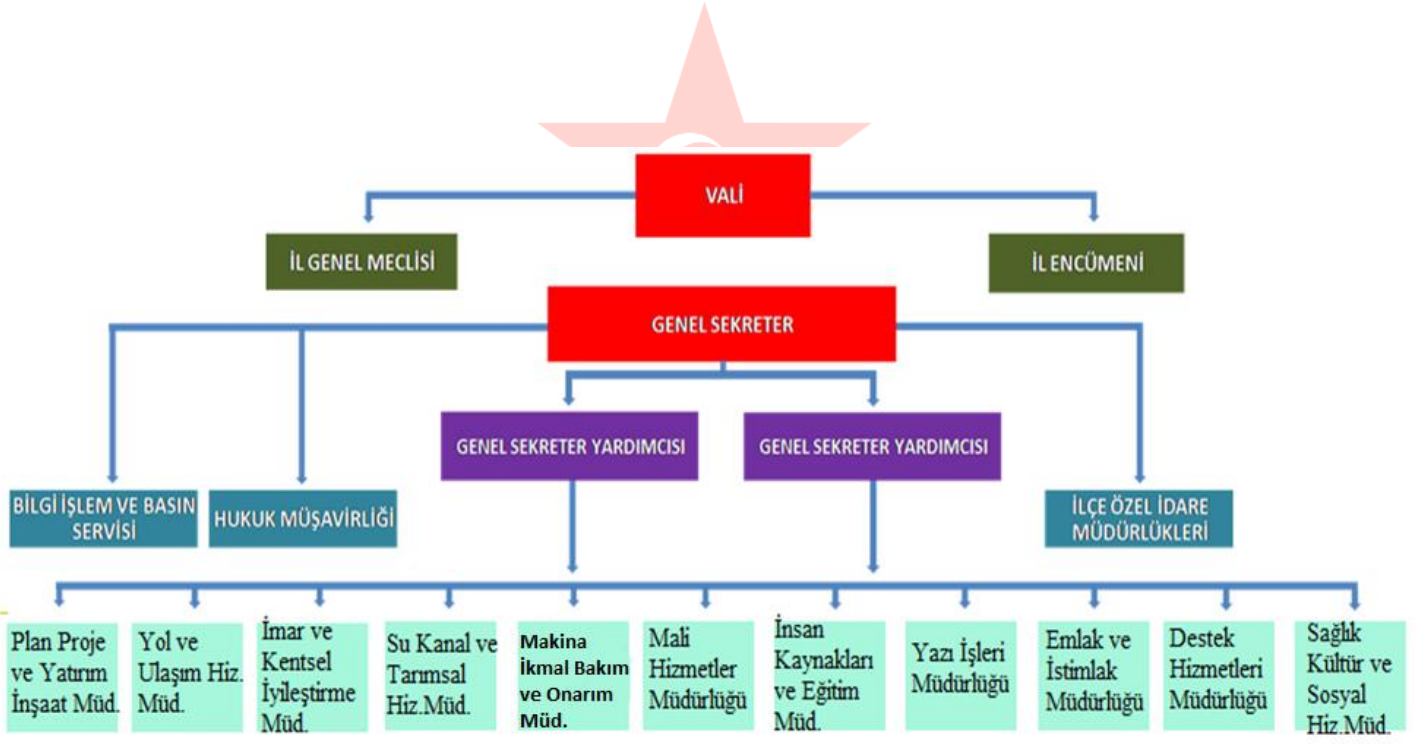 VALİ
İL GENEL MECLİSİ
İL ENCÜMENİ
GENEL SEKRETER
GENEL SEKRETER YARDIMCISI
GENEL SEKRETER YARDIMCISI
BİLGİ İŞLEM VE BASIN
SERVİSİ
HUKUK MÜŞAVİRLİĞİ
İLÇE ÖZEL İDARE
MÜDÜRLÜKLERİ
Plan Proje
ve Yatırım
İnşaat Müd.
Yol ve
Ulaşım Hiz.
Müd.
İmar ve
Kentsel
İyileştirme
Müd.
Su Kanal ve
Tarımsal
Hiz.Müd.
Makina
İkmal Bakım
ve Onarım
Müd.
Mali
Hizmetler
Müdürlüğü
İnsan
Kaynakları
ve Eğitim
Müd.
Yazı İşleri
Müdürlüğü
Emlak ve
İstimlak
Müdürlüğü
Destek
Hizmetleri
Müdürlüğü
Sağlık
Kültür ve
Sosyal
Hiz.Müd.